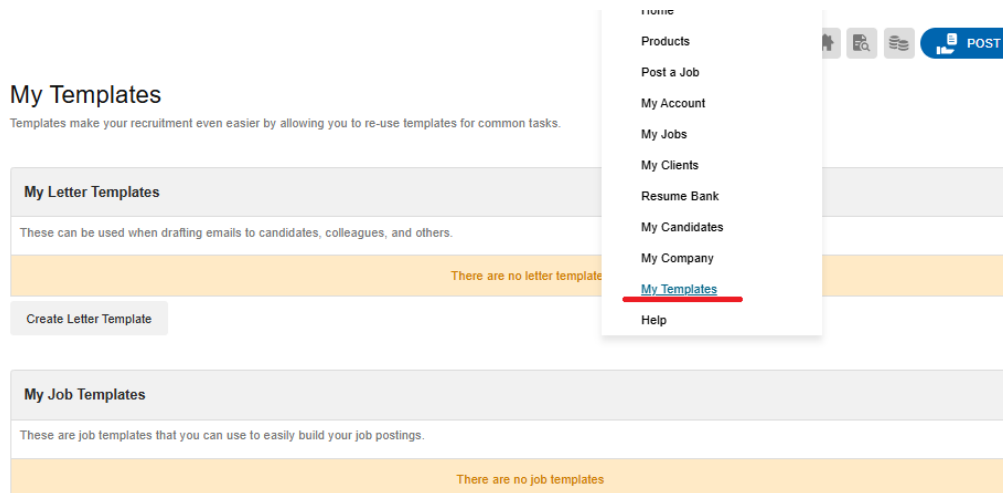 Home
Products
POST
Post a Job
My Templates
My Account
Templates make your recruitment even easier by allowing you to re-use templates for common tasks.
My Jobs
My Clients
My Letter Templates
Resume Bank
These can be used when drafting emails to candidates, colleagues, and others.
My Candidates
My Company
There are no letter template
My Templates
Create Letter Template
Help
My Job Templates
These are job templates that you can use to easily build your job postings.
There are no job templates